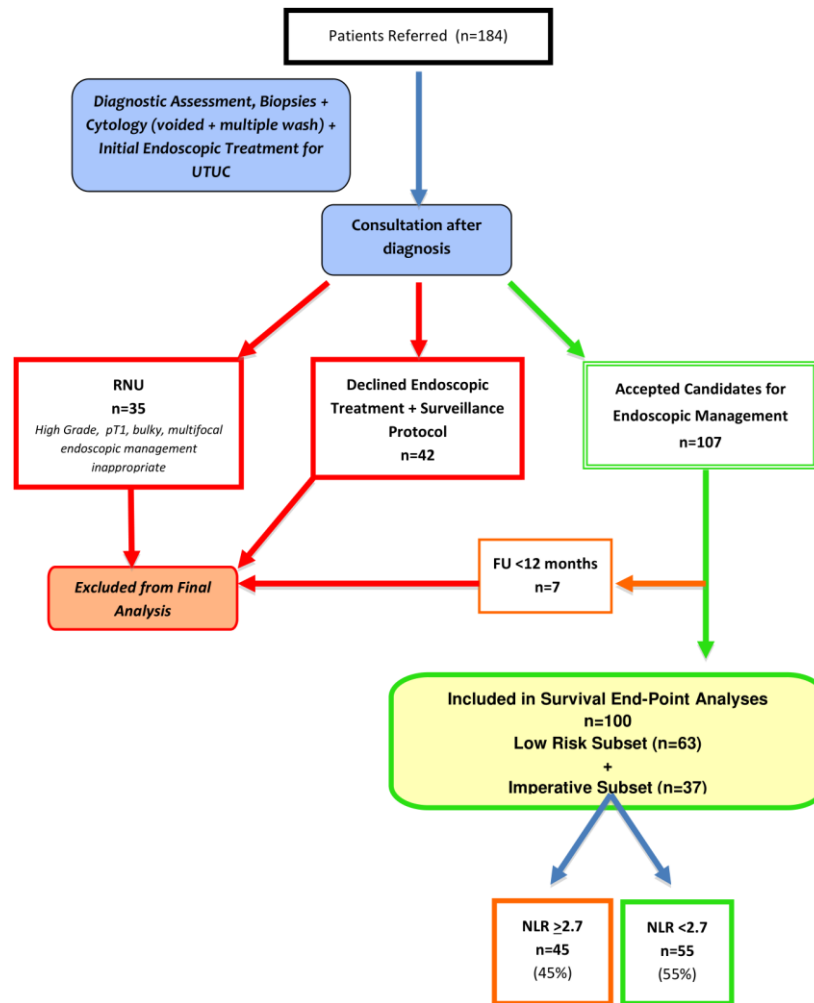 Patients Referred (n=184)
Diagnostic Assessment, Biopsies +
Cytology (voided + multiple wash) +
Initial Endoscopic Treatment for
UTUC
Consultation after
diagnosis
RNU
n=35
High Grade, pT1, bulky, multifocal
endoscopic management
inappropriate
Declined Endoscopic
Treatment + Surveillance
Protocol
n=42
Accepted Candidates for
Endoscopic Management
n=107
FU <12 months
n=7
Excluded from Final
Analysis
Included in Survival End-Point Analyses
n=100
Low Risk Subset (n=63)
+
Imperative Subset (n=37)
NLR ≥2.7
n=45
(45%)
NLR <2.7
n=55
(55%)